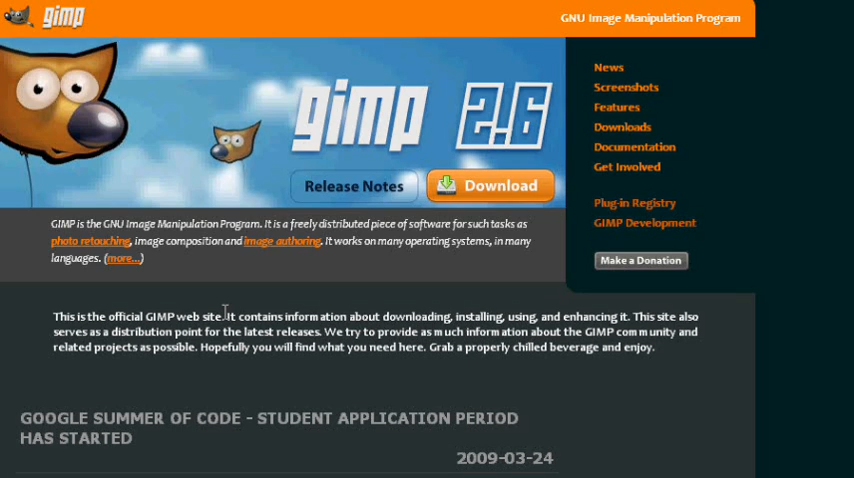 gimp
GNU Image Manipulation Program
gimp 2.6
Release Notes
Download
News
Screenshots
Features
Downloads
Documentation
Get Involved
Plug-in Registry
GIMP Development
Make a Donation
GIMP is the GNU Image Manipulation Program. It is a freely distributed piece of software for such tasks as
photo retouching, image composition and image authoring. It works on many operating systems, in many
languages. (more...)
This is the official GIMP web site. It contains information about downloading, installing, using, and enhancing it. This site also
serves as a distribution point for the latest releases. We try to provide as much information about the GIMP community and
related projects as possible. Hopefully you will find what you need here. Grab a properly chilled beverage and enjoy.
GOOGLE SUMMER OF CODE - STUDENT APPLICATION PERIOD
HAS STARTED
2009-03-24